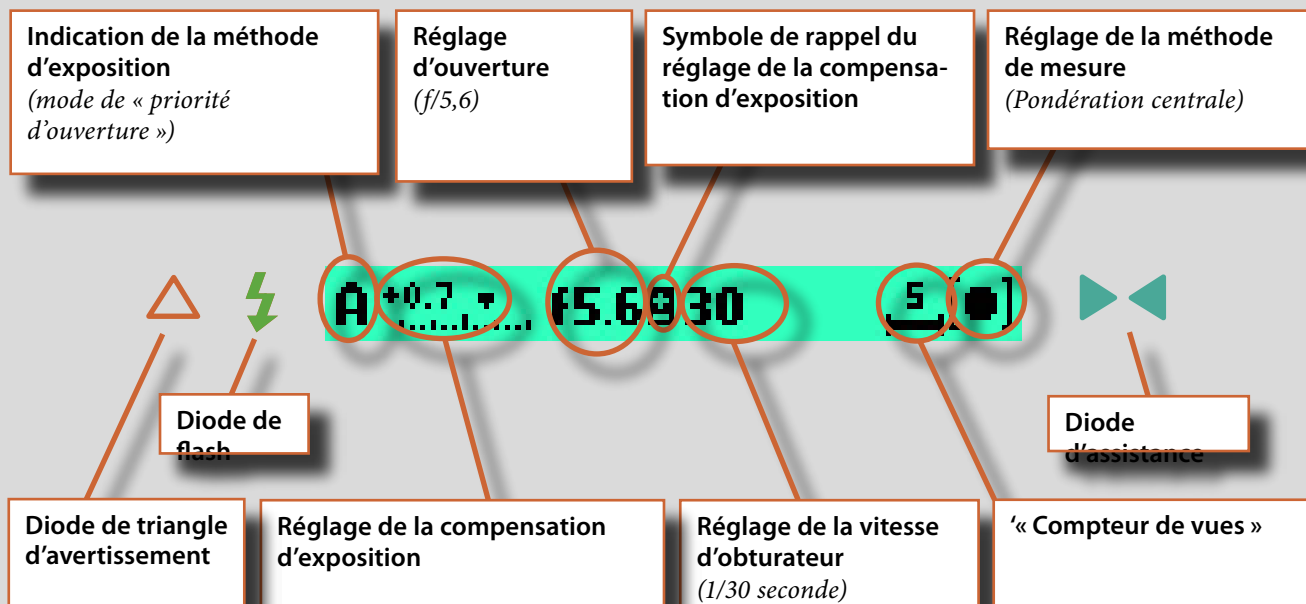 Indication de la méthode
d’exposition
(mode de « priorité
d’ouverture »)
Réglage
d’ouverture
(f/5,6)
Symbole de rappel du
réglage de la compensa-
tion d’exposition
Réglage de la méthode
de mesure
(Pondération centrale)
A +0.7 f5.6 30 5 [●]
Diode de
flash
Diode
d’assistance
Diode de triangle
d’avertissement
Réglage de la compensation
d’exposition
Réglage de la vitesse
d’obturateur
(1/30 seconde)
‘« Compteur de vues »